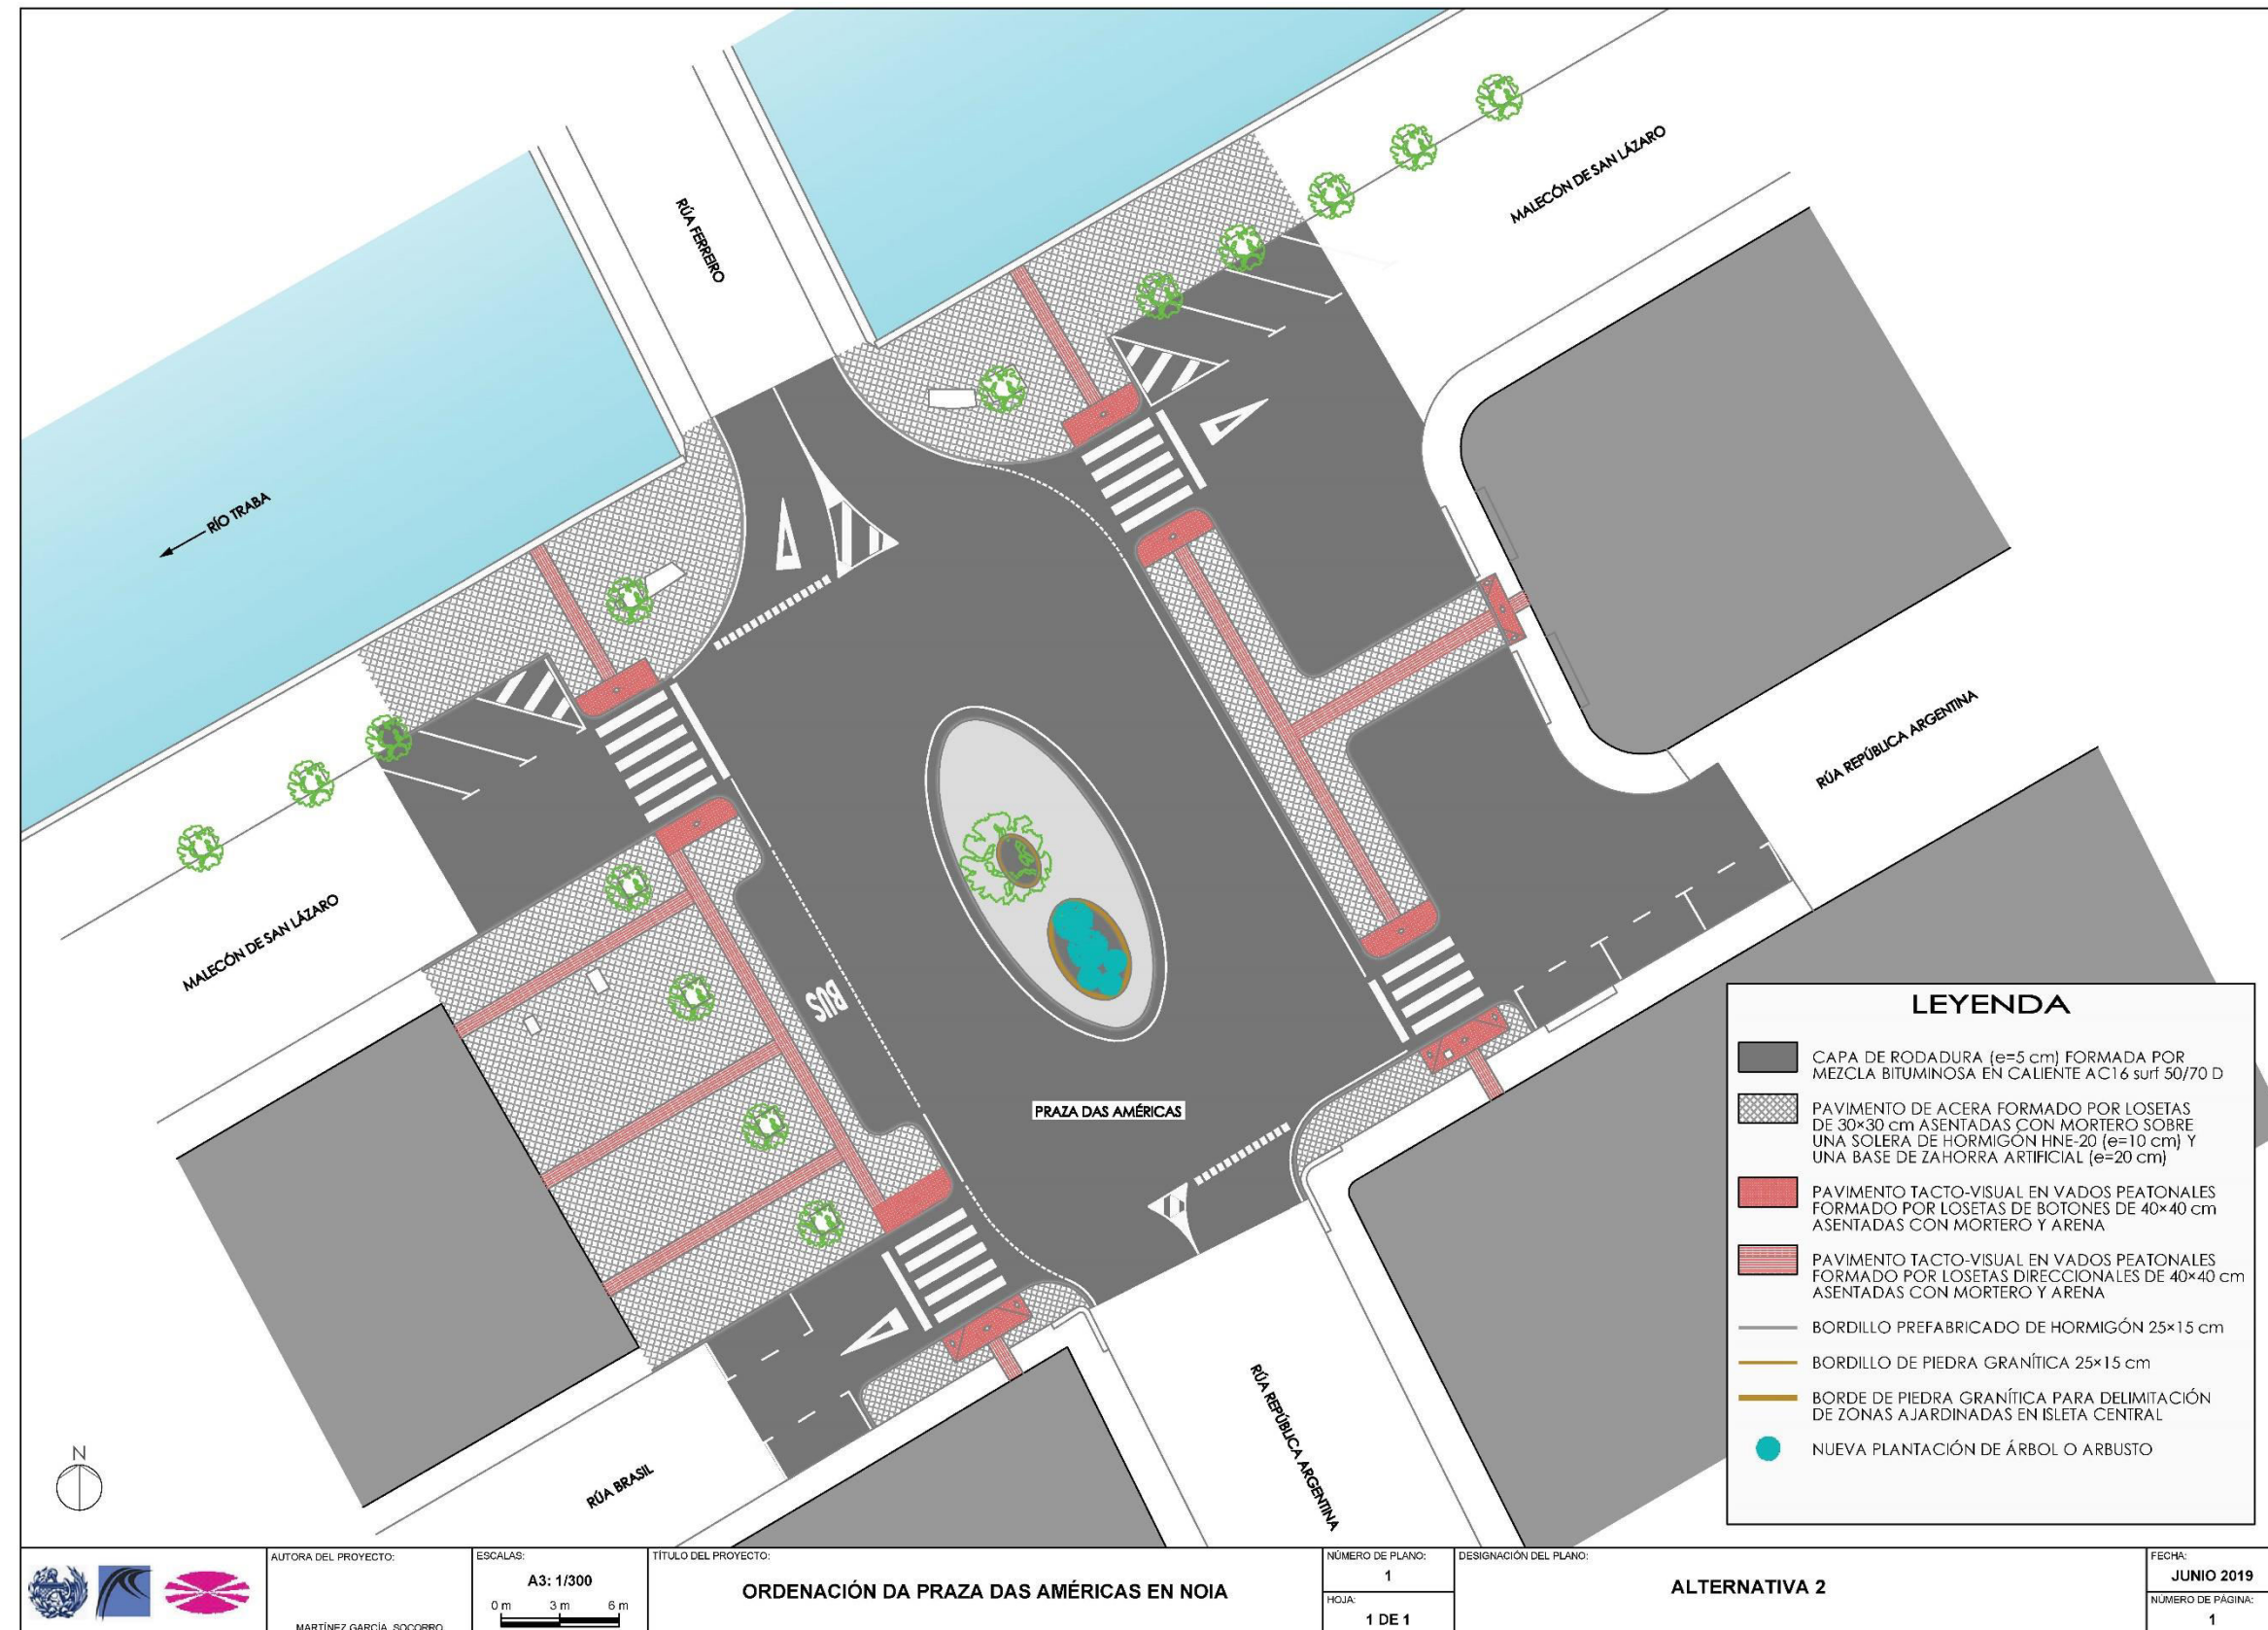 RÚA FERREIRO
MALECÓN DE SAN LÁZARO
RÍO TRABA
RÚA REPÚBLICA ARGENTINA
MALECÓN DE SAN LÁZARO
BUS
PRAZA DAS AMÉRICAS
RÚA BRASIL
RÚA REPÚBLICA ARGENTINA
N
LEYENDA
CAPA DE RODADURA (e=5 cm) FORMADA POR
MEZCLA BITUMINOSA EN CALIENTE AC16 surf 50/70 D
PAVIMENTO DE ACERA FORMADO POR LOSETAS
DE 30×30 cm ASENTADAS CON MORTERO SOBRE
UNA SOLERA DE HORMIGÓN HNE-20 (e=10 cm) Y
UNA BASE DE ZAHORRA ARTIFICIAL (e=20 cm)
PAVIMENTO TACTO-VISUAL EN VADOS PEATONALES
FORMADO POR LOSETAS DE BOTONES DE 40×40 cm
ASENTADAS CON MORTERO Y ARENA
PAVIMENTO TACTO-VISUAL EN VADOS PEATONALES
FORMADO POR LOSETAS DIRECCIONALES DE 40×40 cm
ASENTADAS CON MORTERO Y ARENA
BORDILLO PREFABRICADO DE HORMIGÓN 25×15 cm
BORDILLO DE PIEDRA GRANÍTICA 25×15 cm
BORDE DE PIEDRA GRANÍTICA PARA DELIMITACIÓN
DE ZONAS AJARDINADAS EN ISLETA CENTRAL
NUEVA PLANTACIÓN DE ÁRBOL O ARBUSTO
AUTORA DEL PROYECTO:
MARTÍNEZ GARCÍA, SOCORRO
ESCALAS:
A3: 1/300
0 m 3 m 6 m
TÍTULO DEL PROYECTO:
ORDENACIÓN DA PRAZA DAS AMÉRICAS EN NOIA
NÚMERO DE PLANO:
1
HOJA:
1 DE 1
DESIGNACIÓN DEL PLANO:
ALTERNATIVA 2
FECHA:
JUNIO 2019
NÚMERO DE PÁGINA:
1